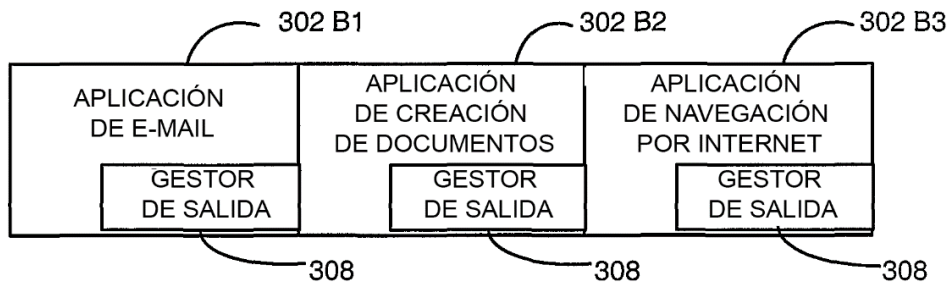 302 B1
302 B2
302 B3
APLICACIÓN
DE E-MAIL
APLICACIÓN
DE CREACIÓN
DE DOCUMENTOS
APLICACIÓN
DE NAVEGACIÓN
POR INTERNET
GESTOR
DE SALIDA
GESTOR
DE SALIDA
GESTOR
DE SALIDA
308
308
308